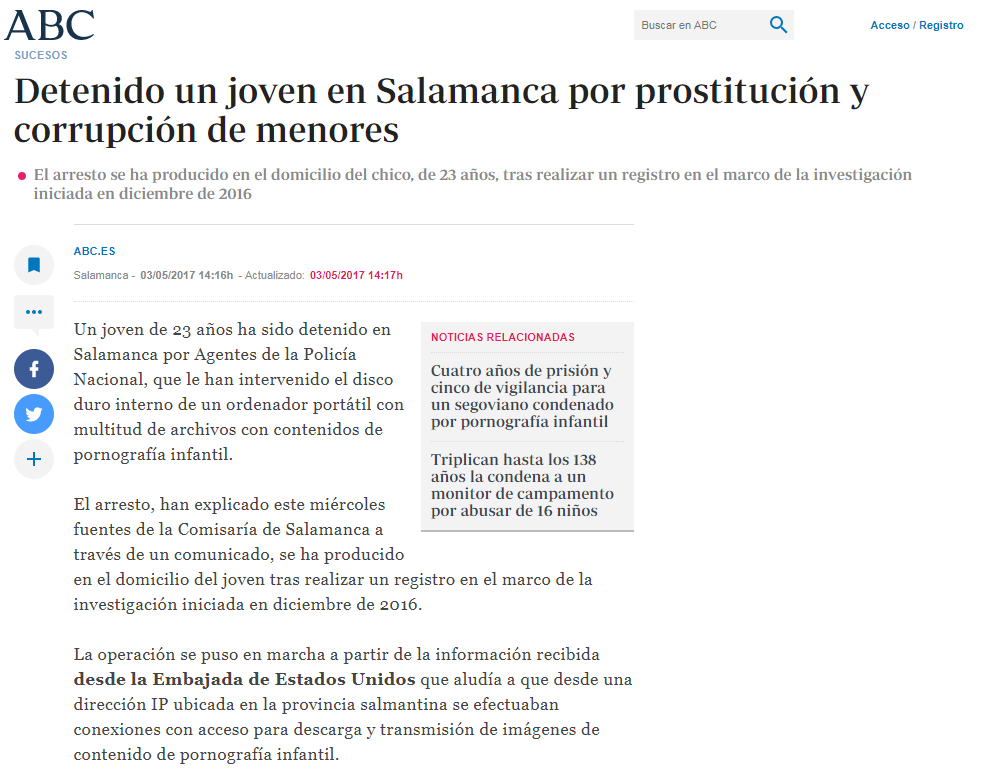 ABC
Buscar en ABC
Acceso / Registro
SUCESOS
Detenido un joven en Salamanca por prostitución y
corrupción de menores
El arresto se ha producido en el domicilio del chico, de 23 años, tras realizar un registro en el marco de la investigación
iniciada en diciembre de 2016
ABC.ES
Salamanca - 03/05/2017 14:16h - Actualizado: 03/05/2017 14:17h
Un joven de 23 años ha sido detenido en
Salamanca por Agentes de la Policía
Nacional, que le han intervenido el disco
duro interno de un ordenador portátil con
multitud de archivos con contenidos de
pornografía infantil.
NOTICIAS RELACIONADAS
Cuatro años de prisión y
cinco de vigilancia para
un segoviano condenado
por pornografía infantil
Triplican hasta los 138
años la condena a un
monitor de campamento
por abusar de 16 niños
El arresto, han explicado este miércoles
fuentes de la Comisaría de Salamanca a
través de un comunicado, se ha producido
en el domicilio del joven tras realizar un registro en el marco de la
investigación iniciada en diciembre de 2016.
La operación se puso en marcha a partir de la información recibida
desde la Embajada de Estados Unidos que aludía a que desde una
dirección IP ubicada en la provincia salmantina se efectuaban
conexiones con acceso para descarga y transmisión de imágenes de
contenido de pornografía infantil.